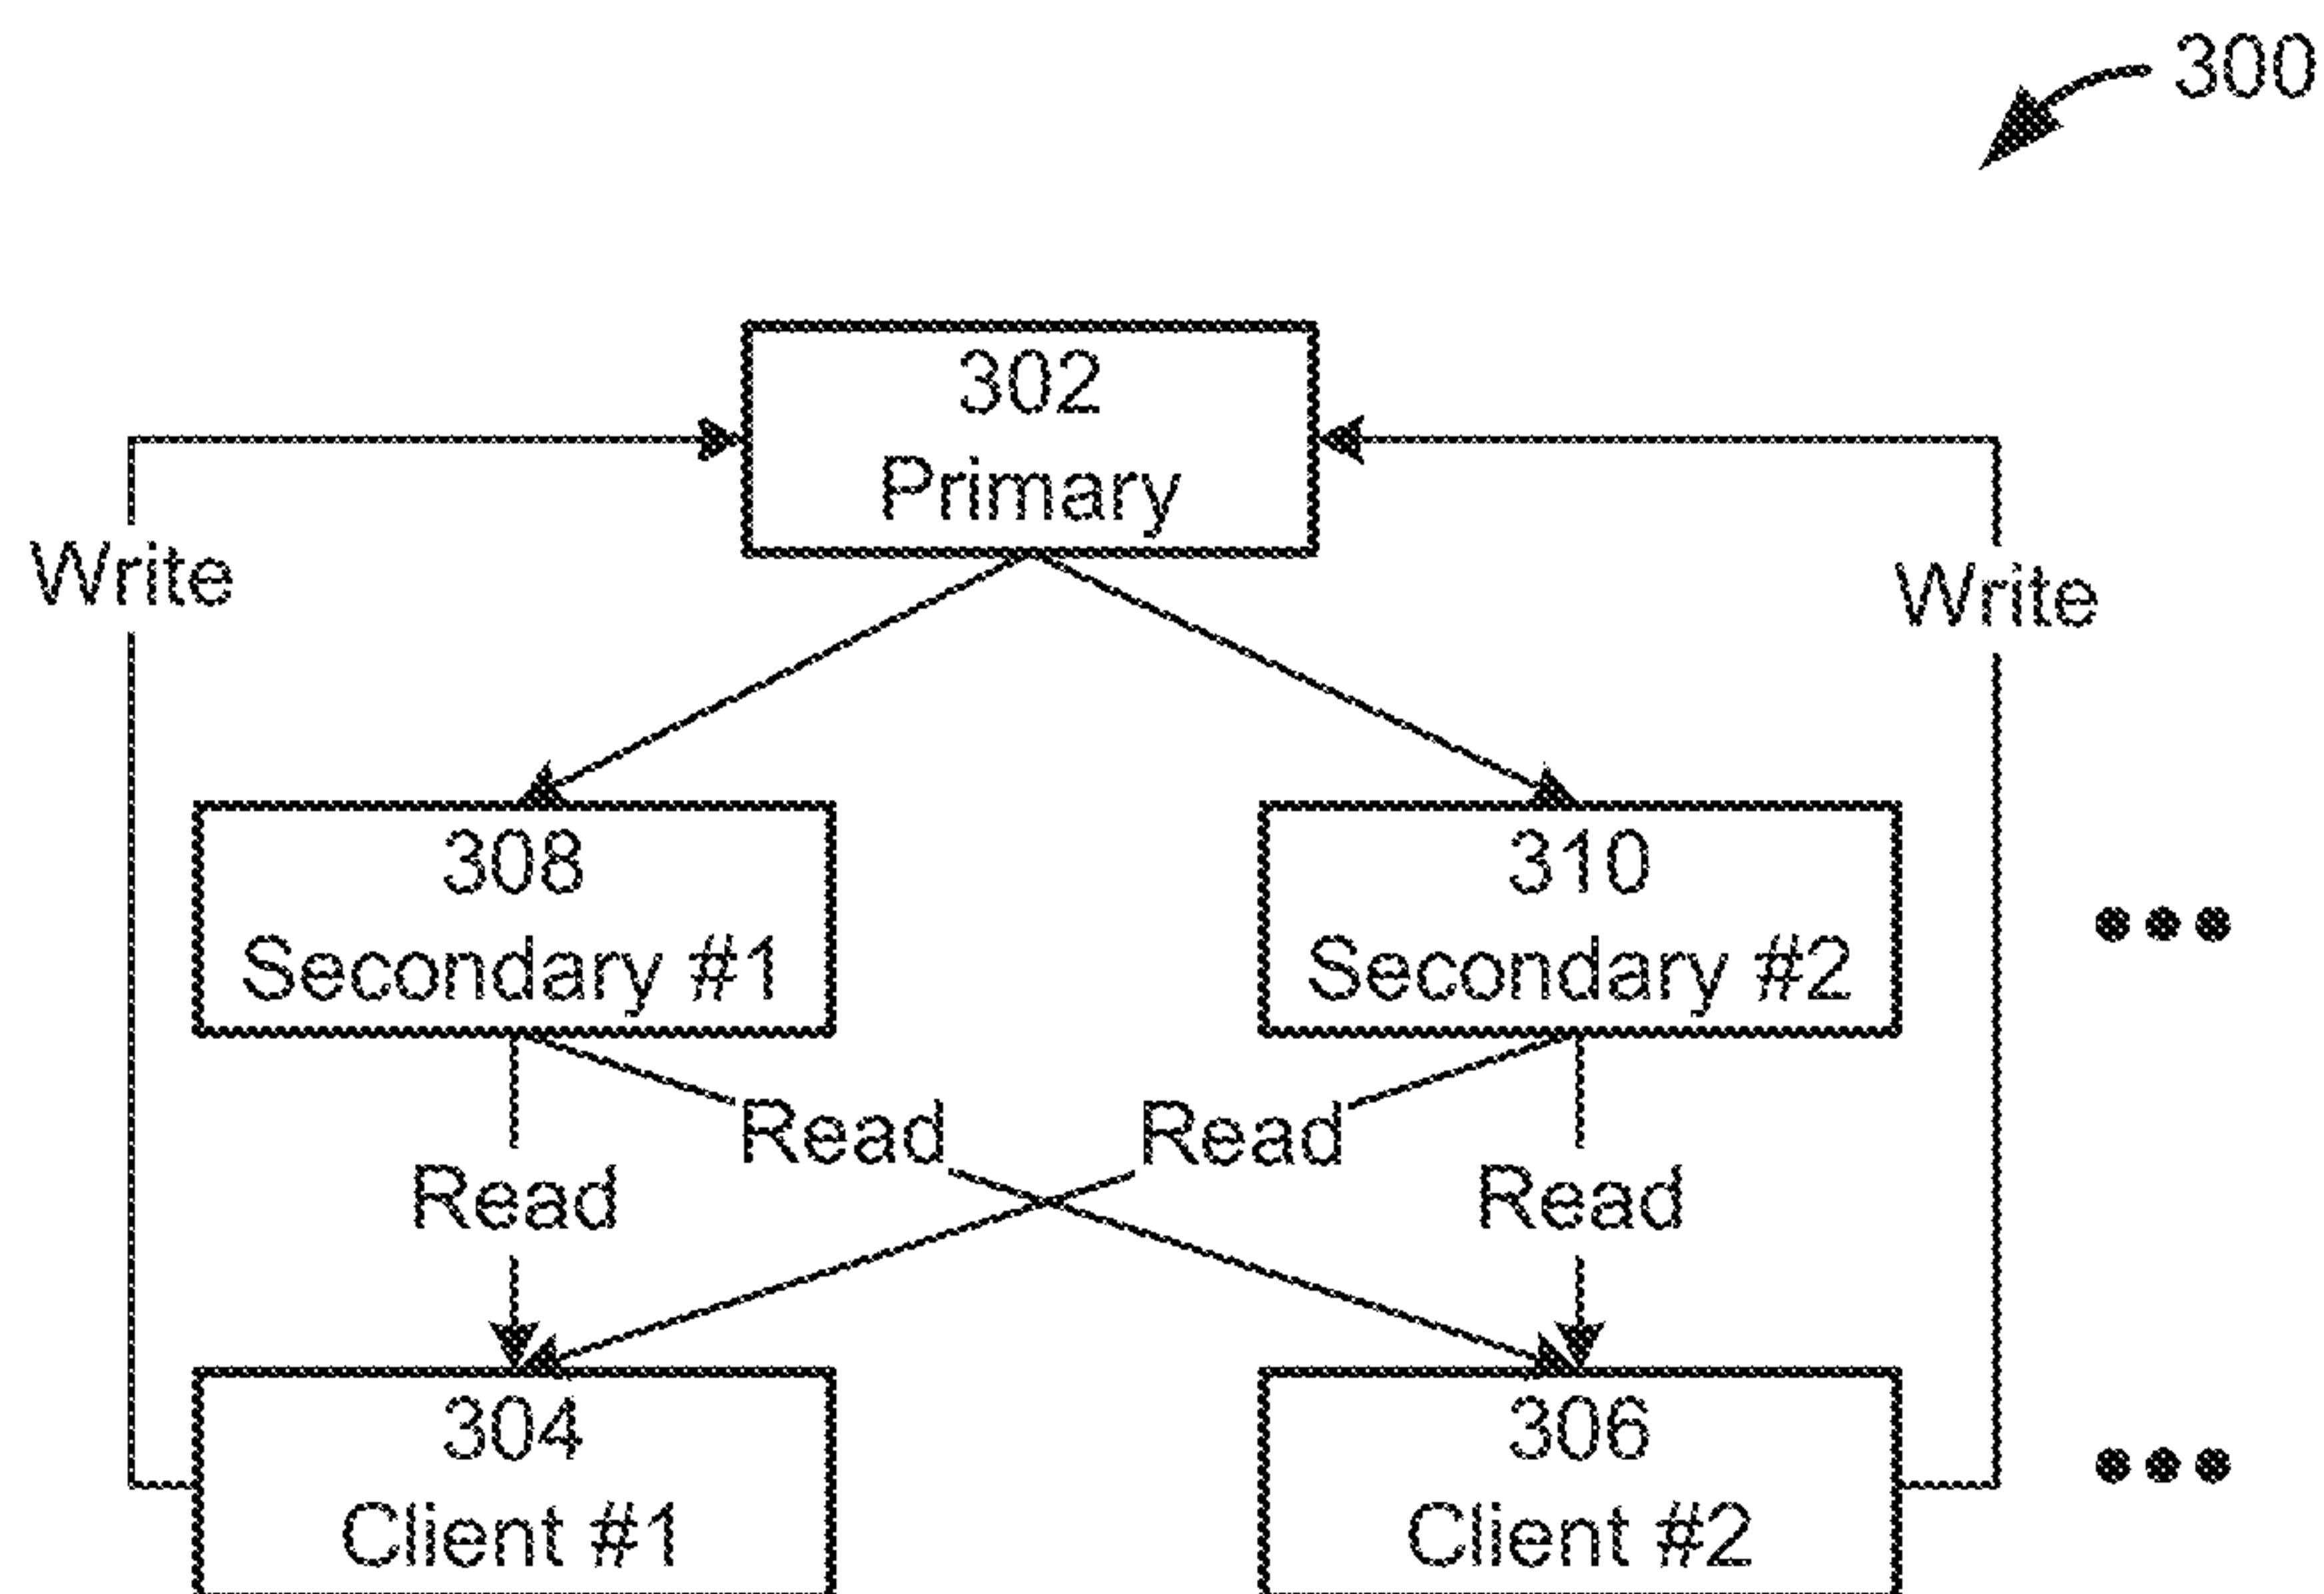 300
302
Primary
Write
Write
308
Secondary #1
310
Secondary #2
Read
Read
Read
Read
304
Client #1
306
Client #2